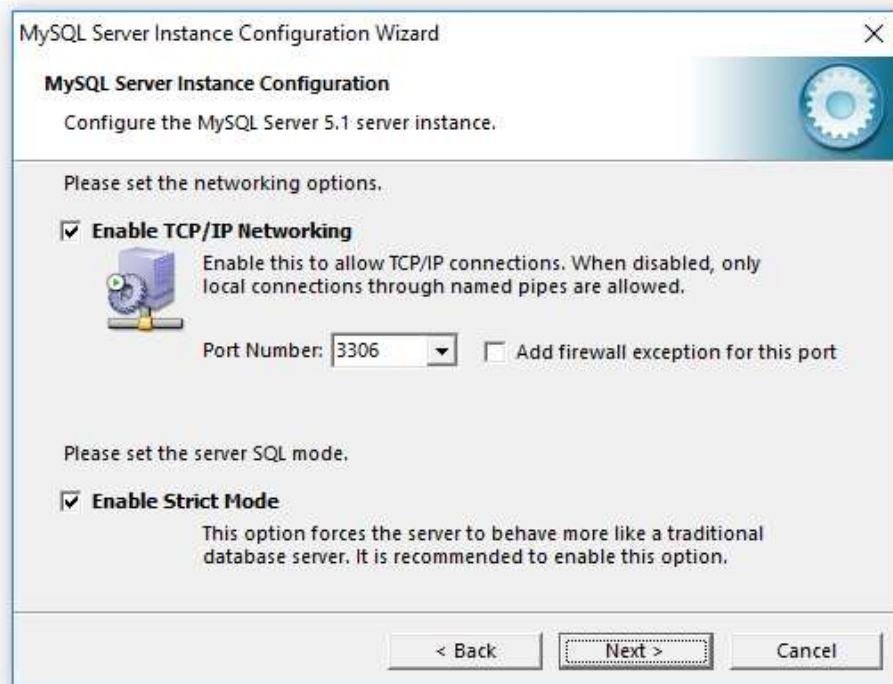 MySQL Server Instance Configuration Wizard
MySQL Server Instance Configuration
Configure the MySQL Server 5.1 server instance.
Please set the networking options.
Enable TCP/IP Networking
Enable this to allow TCP/IP connections. When disabled, only
local connections through named pipes are allowed.
Port Number: 3306 Add firewall exception for this port
Please set the server SQL mode.
Enable Strict Mode
This option forces the server to behave more like a traditional
database server. It is recommended to enable this option.
< Back Next > Cancel